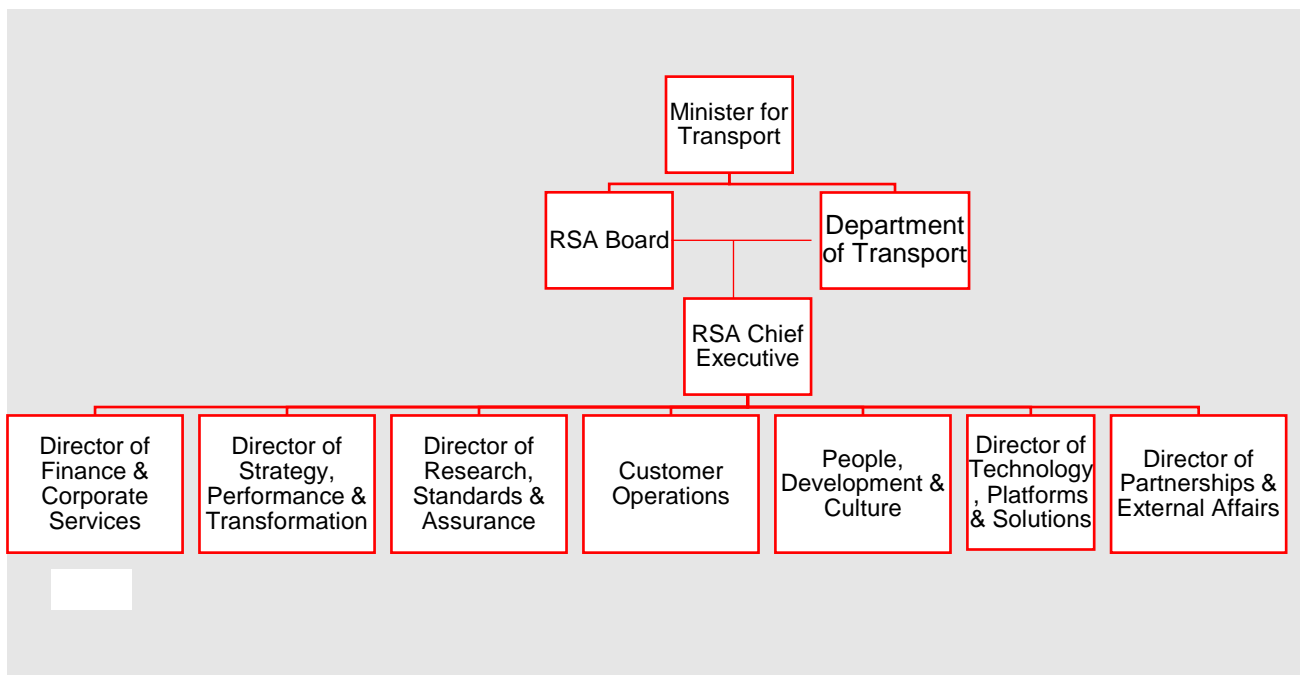 Minister for
Transport
RSA Board
Department
of Transport
RSA Chief
Executive
Director of
Finance &
Corporate
Services
Director of
Strategy,
Performance &
Transformation
Director of
Research,
Standards &
Assurance
Customer
Operations
People,
Development &
Culture
Director of
Technology
, Platforms
& Solutions
Director of
Partnerships &
External Affairs